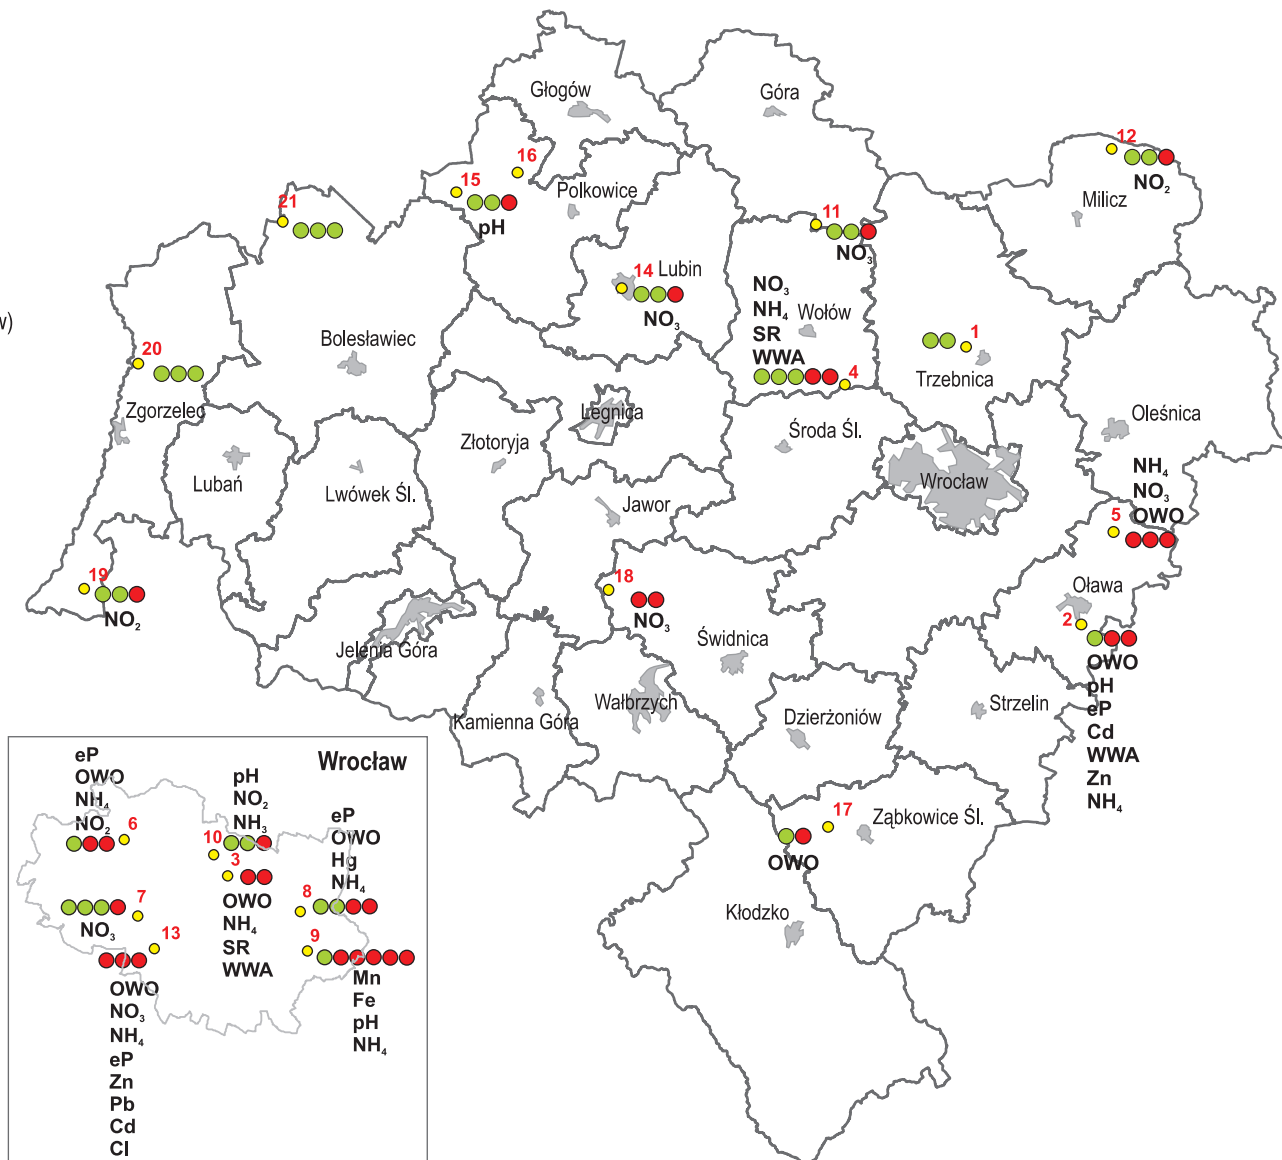 Głogów
Góra
12
NO₂
Milicz
16
15
pH
Polkowice
21
11
NO₃
14
Lubin
NO₃
NO₃
NH₄
SR
WWA
Wołów
4
w)
Bolesławiec
20
Zgorzelec
1
Trzebnica
Legnica
Oleśnica
Środa Śl.
Złotoryja
Lubań
Lwówek Śl.
Wrocław
NH₄
NO₃
OWO
5
Jawor
19
NO₂
18
NO₃
Oława
2
OWO
pH
eP
Cd
WWA
Zn
NH₄
Świdnica
Jelenia Góra
Kamienna Góra
Wałbrzych
Dzierżoniów
Strzelin
17
OWO
Ząbkowice Śl.
Kłodzko
Wrocław
eP
OWO
NH₄
NO₂
6
pH
NO₂
NH₃
10
3
OWO
NH₄
SR
WWA
eP
OWO
Hg
NH₄
8
7
NO₃
13
OWO
NO₃
NH₄
eP
Zn
Pb
Cd
Cl
9
Mn
Fe
pH
NH₄